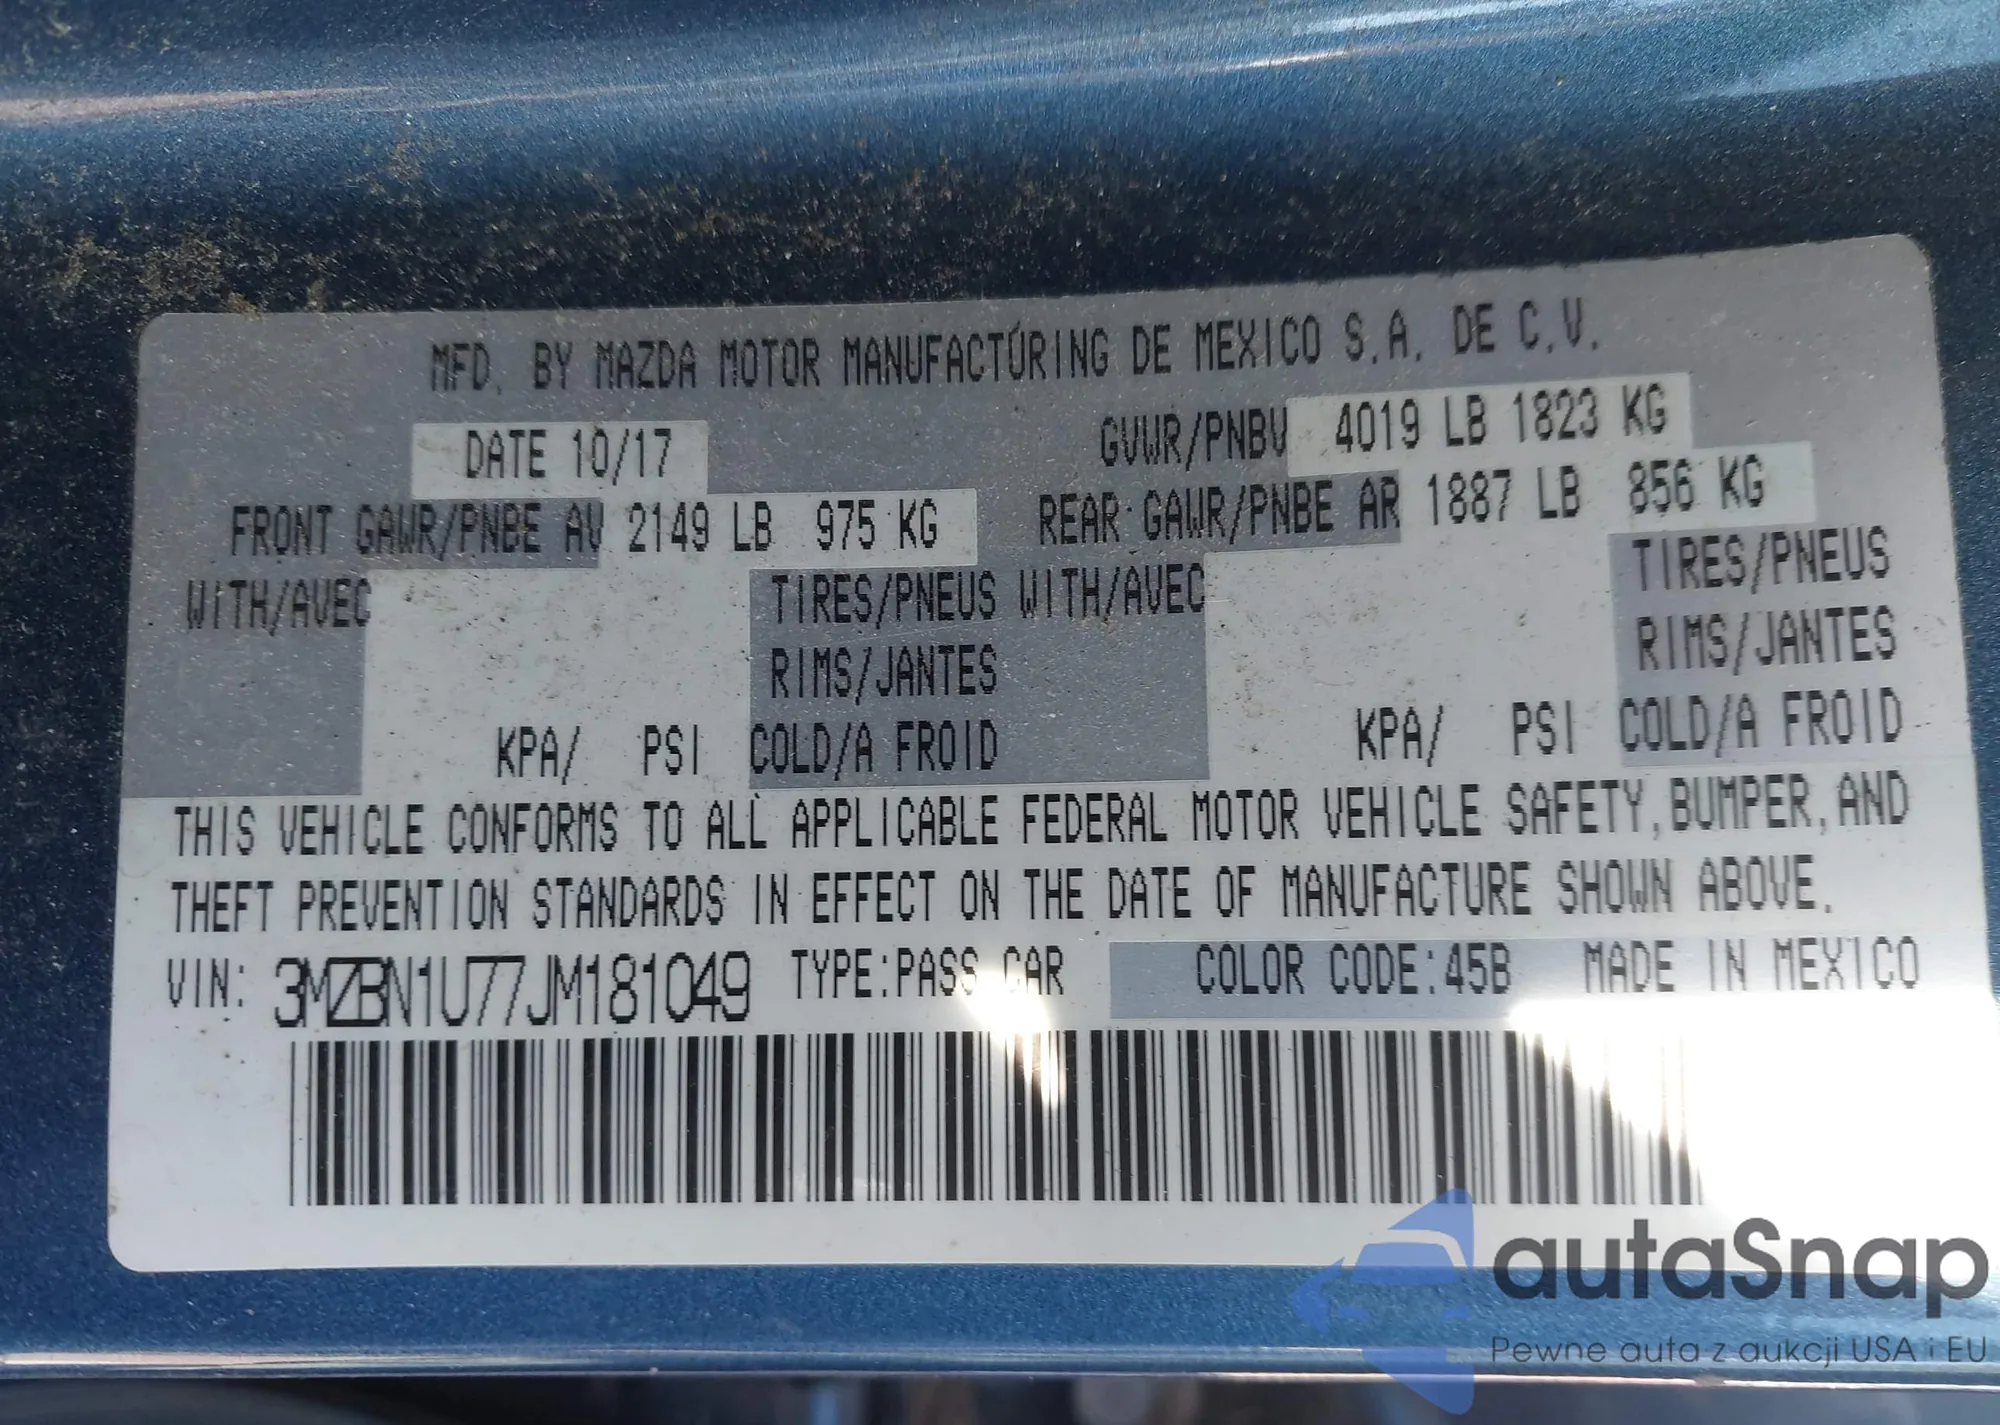 MFD. BY MAZDA MOTOR MANUFACTURING DE MEXICO S.A. DE C.V.
DATE 10/17 GVWR/PNBV 4019 LB 1823 KG
FRONT GAWR/PNBE AV 2149 LB 975 KG REAR GAWR/PNBE AR 1887 LB 856 KG
WITH/AVEC TIRES/PNEUS WITH/AVEC TIRES/PNEUS
RIMS/JANTES RIMS/JANTES
KPA/ PSI COLD/A FROID KPA/ PSI COLD/A FROID
THIS VEHICLE CONFORMS TO ALL APPLICABLE FEDERAL MOTOR VEHICLE SAFETY, BUMPER, AND
THEFT PREVENTION STANDARDS IN EFFECT ON THE DATE OF MANUFACTURE SHOWN ABOVE.
VIN: 3MZBN1U77JM181049 TYPE:PASS CAR COLOR CODE:45B MADE IN MEXICO
autaSnap
Pewne auta z aukcji USA i EU